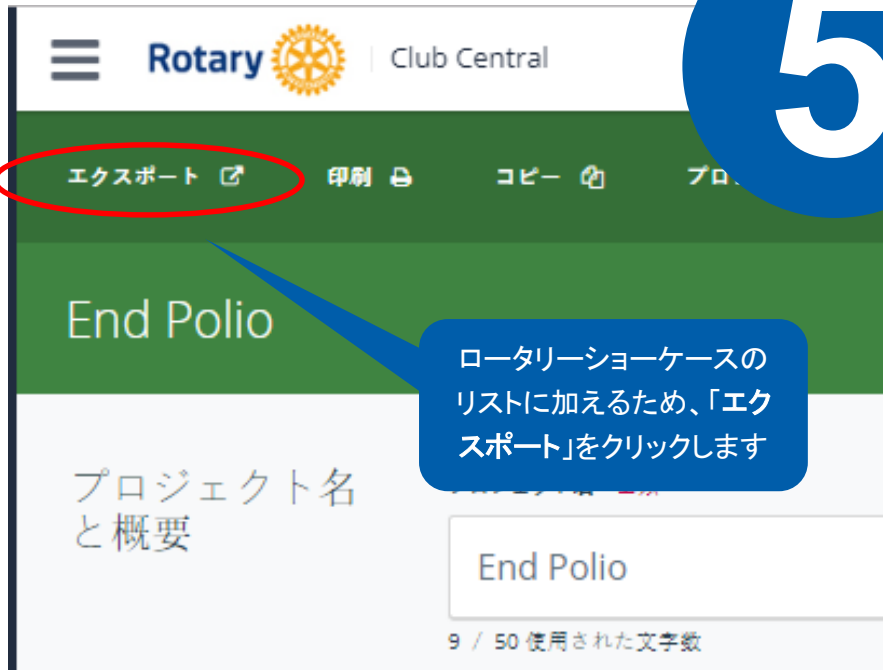 5
Rotary Club Central
エクスポート 印刷 コピー プロ
End Polio
ロータリーショーケースの
リストに加えるため、「エク
スポート」をクリックします
プロジェクト名
と概要
End Polio
9 / 50 使用された文字数